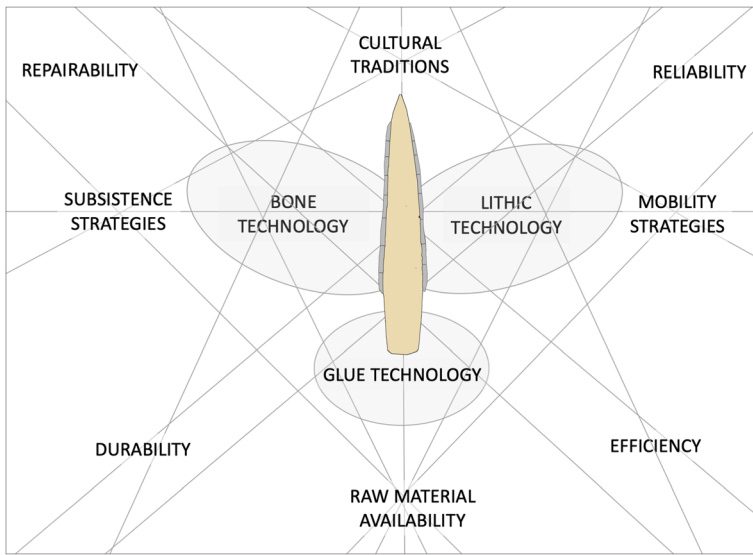 CULTURAL
TRADITIONS
REPAIRABILITY
RELIABILITY
SUBSISTENCE
STRATEGIES
BONE
TECHNOLOGY
LITHIC
TECHNOLOGY
MOBILITY
STRATEGIES
GLUE TECHNOLOGY
DURABILITY
EFFICIENCY
RAW MATERIAL
AVAILABILITY